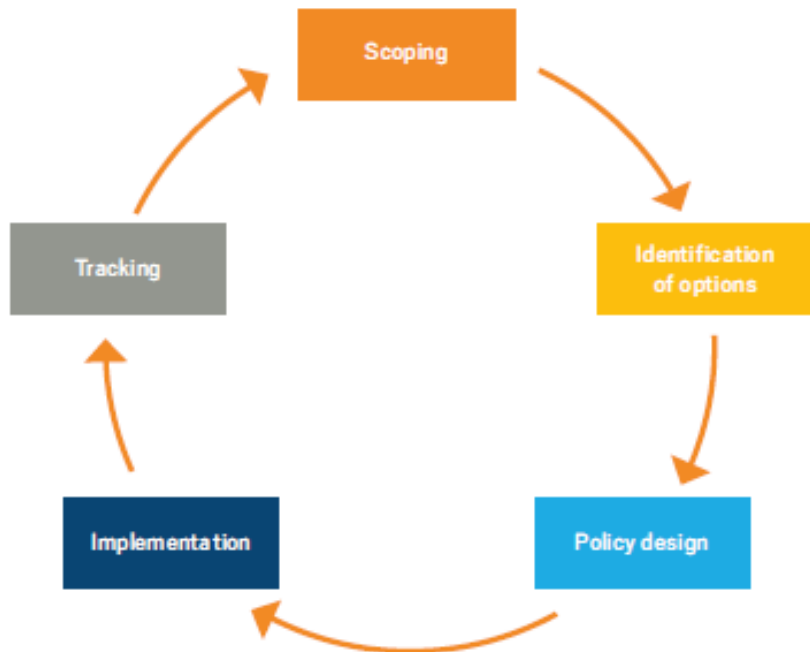 Scoping
Identification
of options
Policy design
Implementation
Tracking